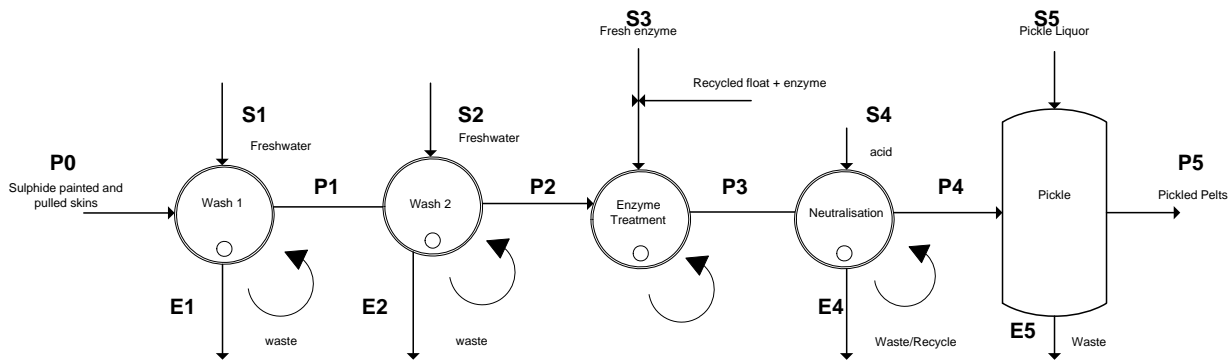 S3
Fresh enzyme
S5
Pickle Liquor
Recycled float + enzyme
S1
Freshwater
S2
Freshwater
S4
acid
P0
Sulphide painted and
pulled skins
Wash 1
P1
Wash 2
P2
Enzyme
Treatment
P3
Neutralisation
P4
Pickle
P5
Pickled Pelts
E1
waste
E2
waste
E4
Waste/Recycle
E5
Waste